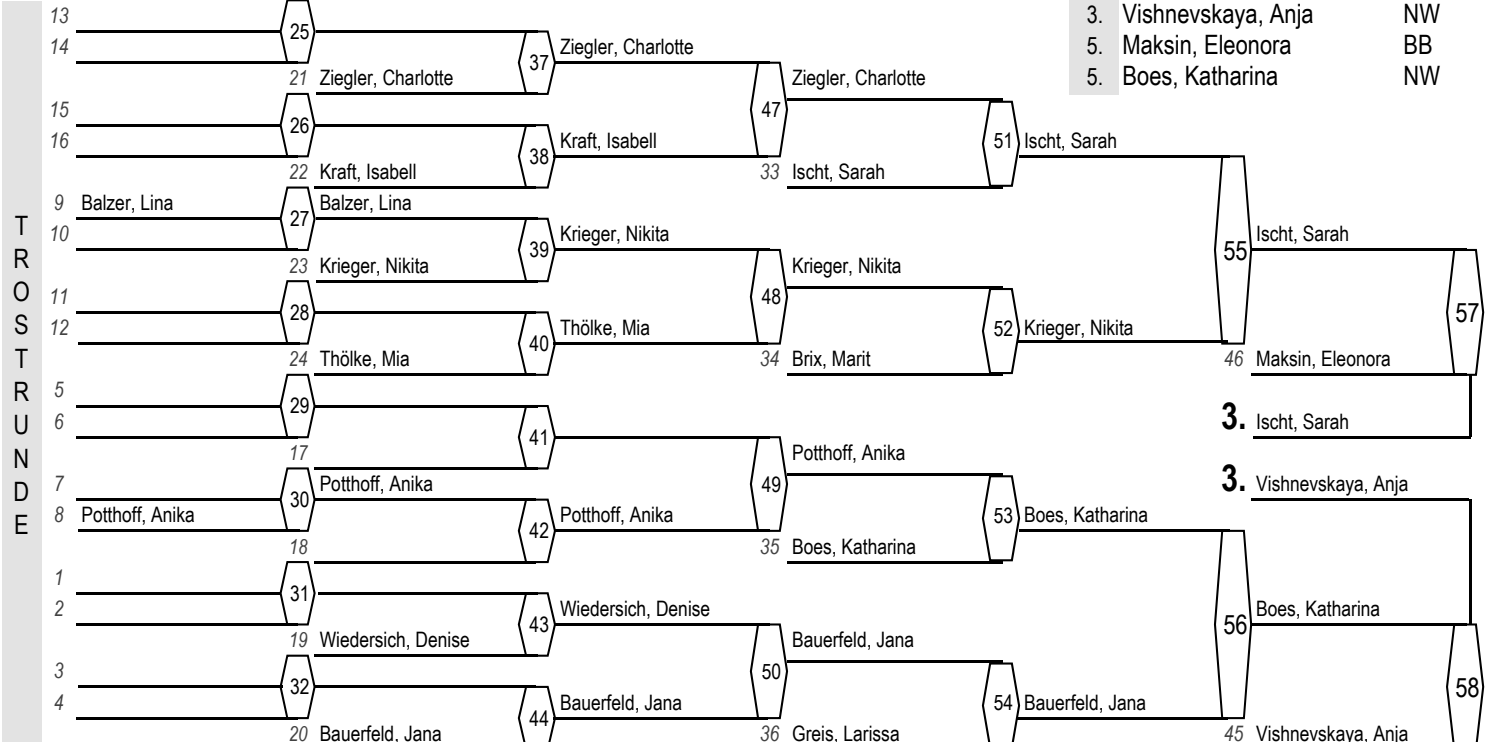 3. Vishnevskaya, Anja NW
5. Maksin, Eleonora BB
5. Boes, Katharina NW
TROSTRUNDE
13
14
25
21 Ziegler, Charlotte
37
Ziegler, Charlotte
15
16
26
22 Kraft, Isabell
38
Kraft, Isabell
47
Ziegler, Charlotte
33 Ischt, Sarah
51
Ischt, Sarah
9 Balzer, Lina
10
27
Balzer, Lina
23 Krieger, Nikita
39
Krieger, Nikita
11
12
28
24 Thölke, Mia
40
Thölke, Mia
48
Krieger, Nikita
34 Brix, Marit
52
Krieger, Nikita
55
Ischt, Sarah
46 Maksin, Eleonora
57
3. Ischt, Sarah
5
6
29
17
41
7
8 Potthoff, Anika
30
Potthoff, Anika
18
42
Potthoff, Anika
49
Potthoff, Anika
35 Boes, Katharina
53
Boes, Katharina
3. Vishnevskaya, Anja
1
2
31
19 Wiedersich, Denise
43
Wiedersich, Denise
3
4
32
20 Bauerfeld, Jana
44
Bauerfeld, Jana
50
Bauerfeld, Jana
36 Greis, Larissa
54
Bauerfeld, Jana
56
Boes, Katharina
45 Vishnevskaya, Anja
58